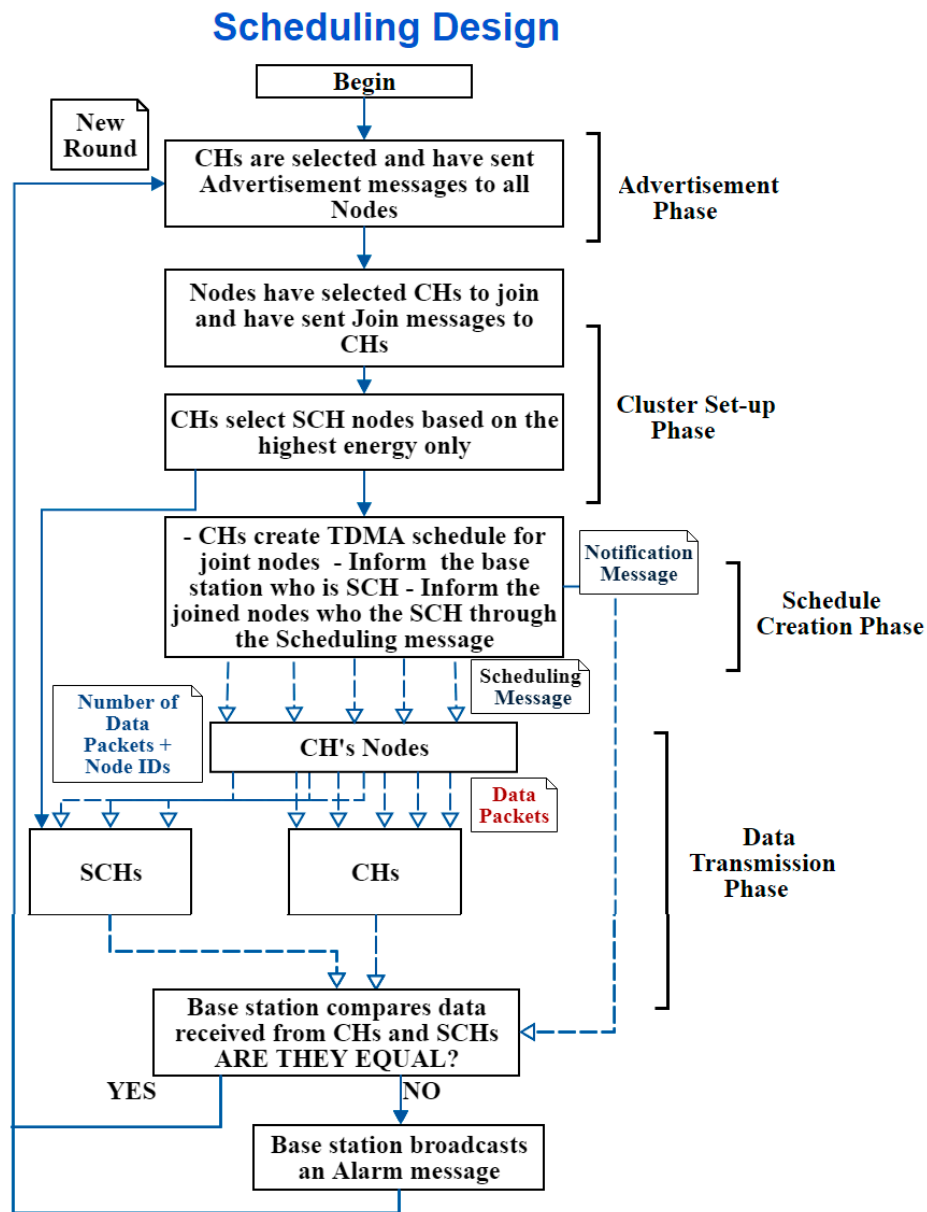 Scheduling Design
Begin
New
Round
CHs are selected and have sent
Advertisement messages to all
Nodes
Advertisement
Phase
Nodes have selected CHs to join
and have sent Join messages to
CHs
CHs select SCH nodes based on the
highest energy only
Cluster Set-up
Phase
- CHs create TDMA schedule for
joint nodes - Inform the base
station who is SCH - Inform the
joined nodes who the SCH through
the Scheduling message
Notification
Message
Schedule
Creation Phase
Scheduling
Message
Number of
Data
Packets +
Node IDs
CH's Nodes
Data
Packets
SCHs
CHs
Data
Transmission
Phase
Base station compares data
received from CHs and SCHs
ARE THEY EQUAL?
YES
NO
Base station broadcasts
an Alarm message